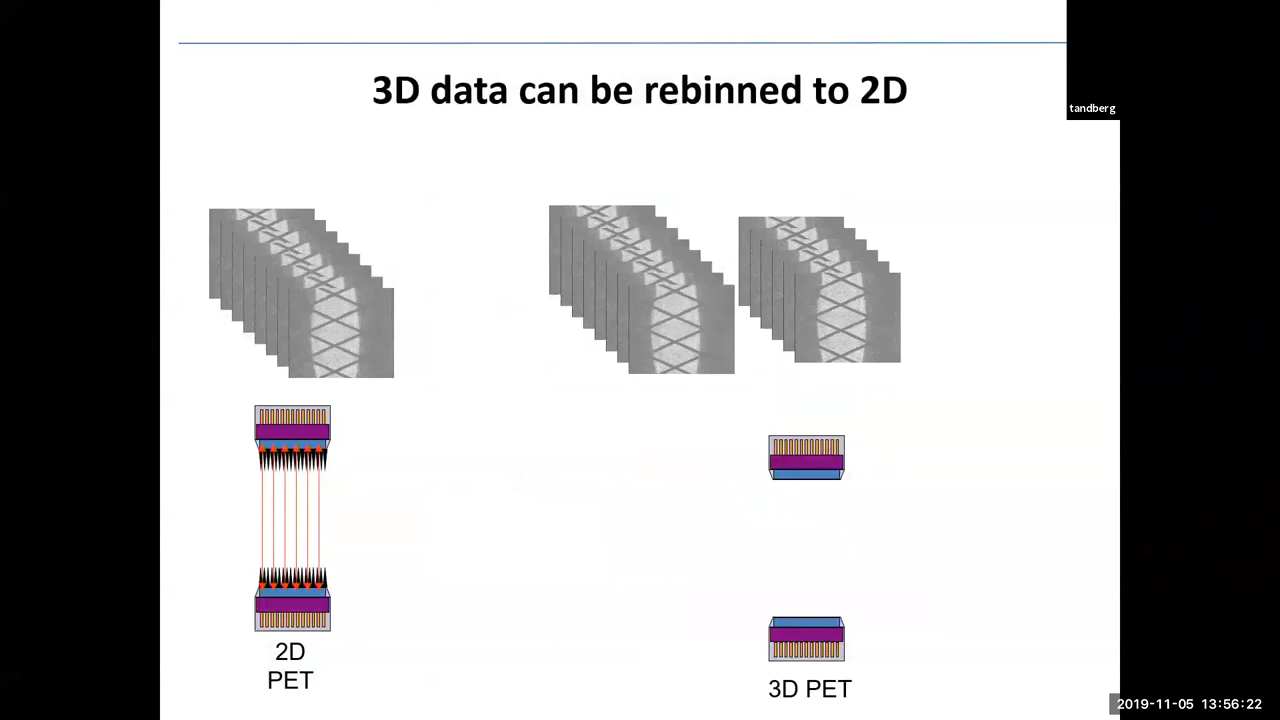 3D data can be rebinned to 2D
tandberg
2D
PET
3D PET
2019-11-05 13:56:22